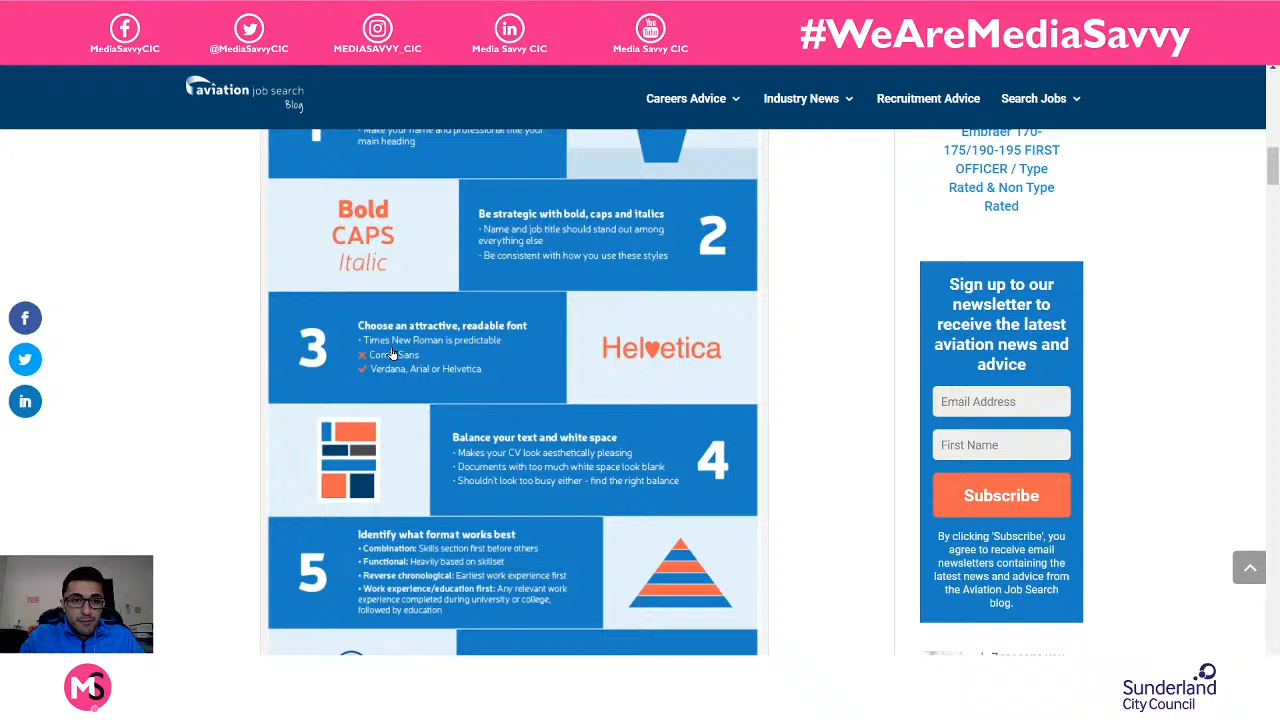 MediaSavvyCIC
@MediaSavvyCIC
MEDIASAVVY_CIC
Media Savvy CIC
You
Tube
Media Savvy CIC
#WeAreMediaSavvy
aviation job search
Blog
Careers Advice
Industry News
Recruitment Advice
Search Jobs
1
• Make your name and professional title your
main heading
Bold
CAPS
Italic
Be strategic with bold, caps and italics
• Name and job title should stand out among
everything else
• Be consistent with how you use these styles
2
3
Choose an attractive, readable font
• Times New Roman is predictable
Comic Sans
Verdana, Arial or Helvetica
Hel♥etica
Balance your text and white space
• Makes your CV look aesthetically pleasing
• Documents with too much white space look blank
• Shouldn't look too busy either - find the right balance
4
5
Identify what format works best
• Combination: Skills section first before others
• Functional: Heavily based on skillset
• Reverse chronological: Earliest work experience first
• Work experience/education first: Any relevant work
experience completed during university or college,
followed by education
Embraer 170-
175/190-195 FIRST
OFFICER / Type
Rated & Non Type
Rated
Sign up to our
newsletter to
receive the latest
aviation news and
advice
Email Address
First Name
Subscribe
By clicking 'Subscribe', you
agree to receive email
newsletters containing the
latest news and advice from
the Aviation Job Search
blog.
MS
Sunderland
City Council